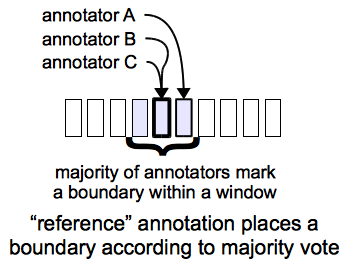 annotator A
annotator B
annotator C
majority of annotators mark
a boundary within a window
“reference” annotation places a
boundary according to majority vote